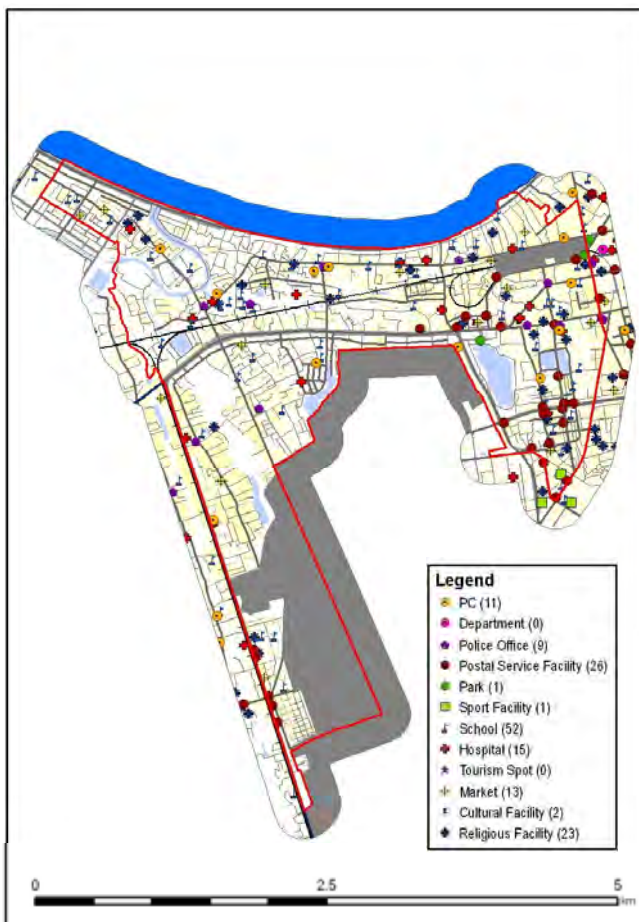 Legend
PC (11)
Department (0)
Police Office (9)
Postal Service Facility (26)
Park (1)
Sport Facility (1)
School (52)
Hospital (15)
Tourism Spot (0)
Market (13)
Cultural Facility (2)
Religious Facility (23)
0 2.5 5
km